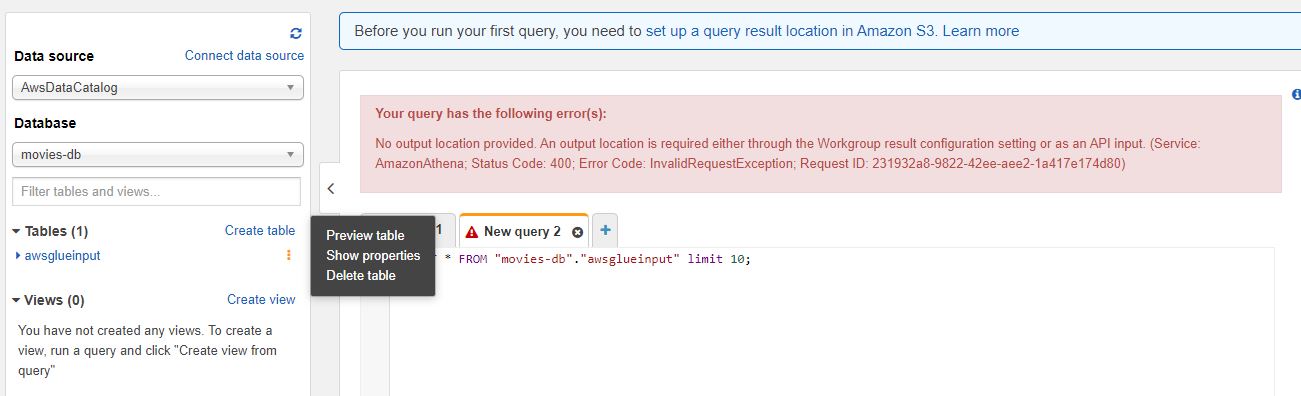 Before you run your first query, you need to set up a query result location in Amazon S3. Learn more
Data source
Connect data source
AwsDataCatalog
Database
movies-db
Filter tables and views...
Tables (1)
Create table
awsglueinput
Views (0)
Create view
You have not created any views. To create a
view, run a query and click "Create view from
query"
Your query has the following error(s):
No output location provided. An output location is required either through the Workgroup result configuration setting or as an API input. (Service:
AmazonAthena; Status Code: 400; Error Code: InvalidRequestException; Request ID: 231932a8-9822-42ee-aee2-1a417e174d80)
Preview table
Show properties
Delete table
1
New query 2
+
* FROM "movies-db"."awsglueinput" limit 10;